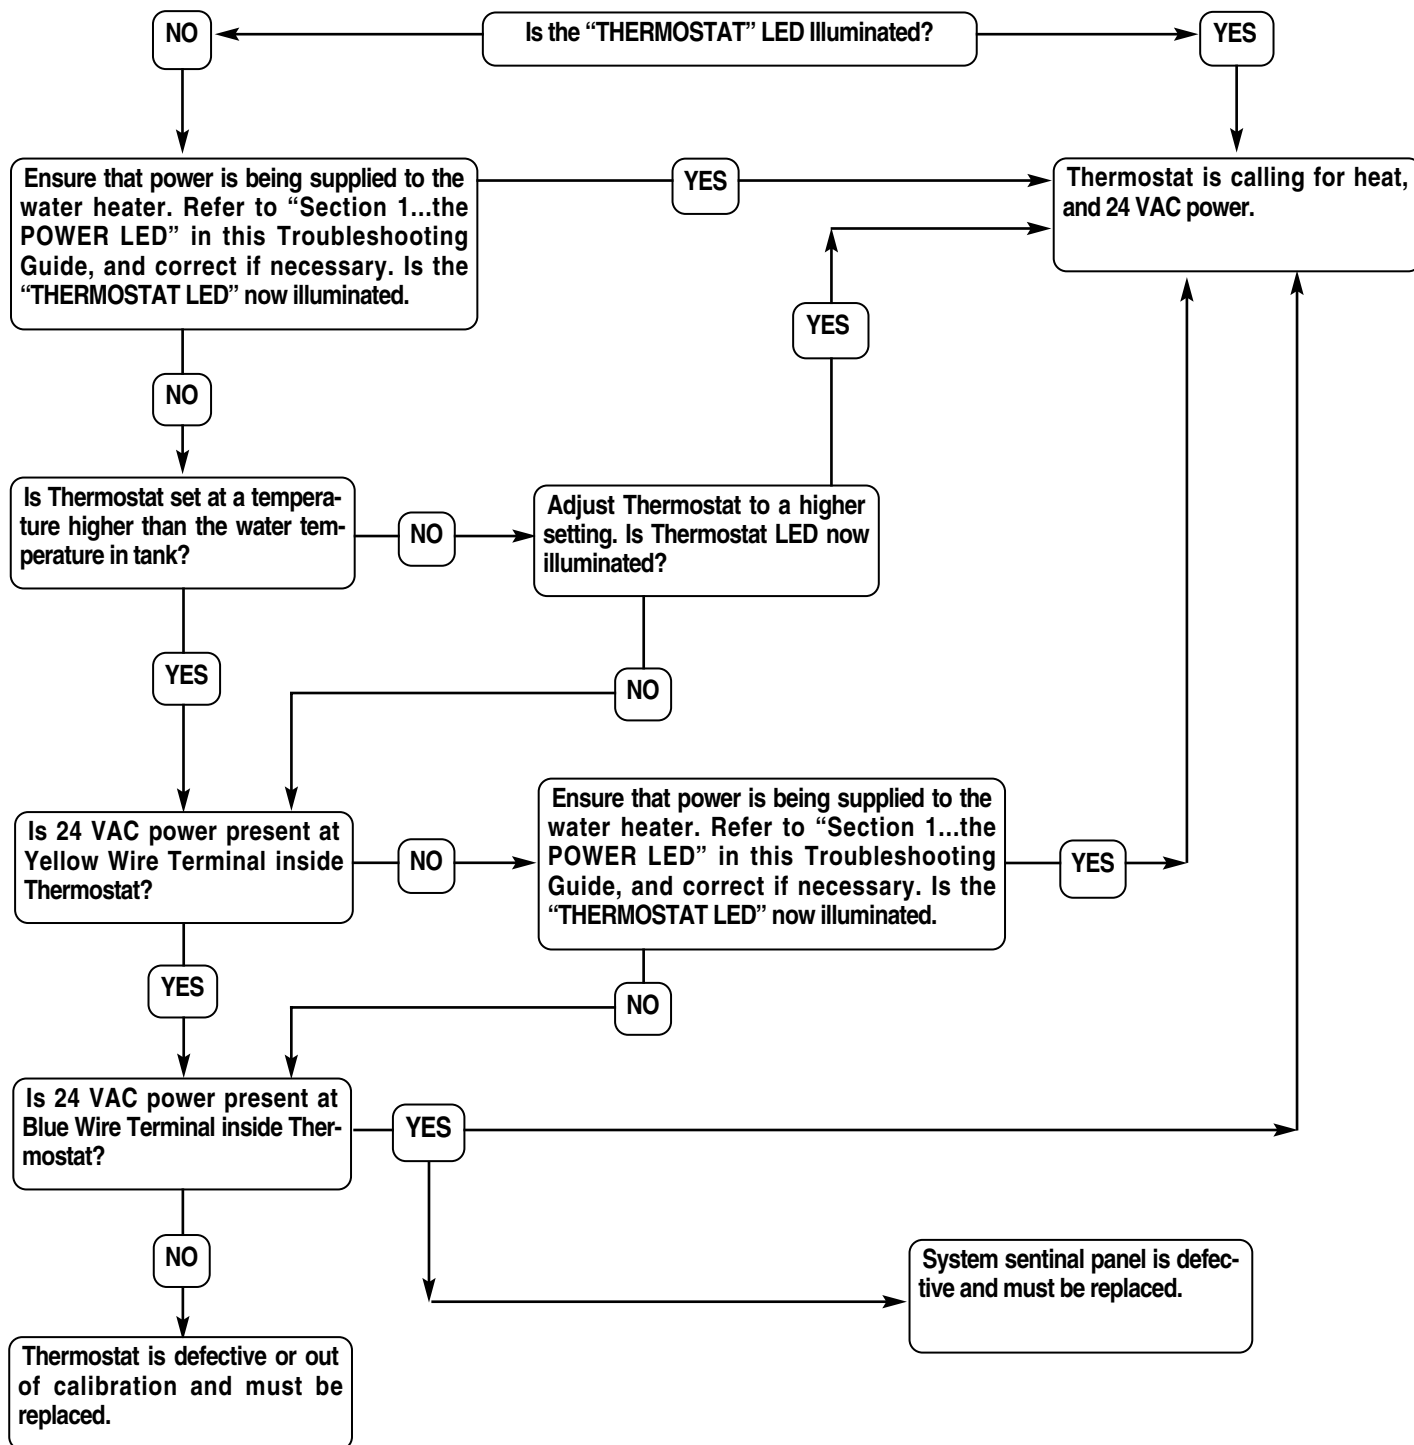 NO
Is the “THERMOSTAT” LED Illuminated?
YES
Ensure that power is being supplied to the
water heater. Refer to “Section 1...the
POWER LED” in this Troubleshooting
Guide, and correct if necessary. Is the
“THERMOSTAT LED” now illuminated.
YES
Thermostat is calling for heat,
and 24 VAC power.
YES
NO
Is Thermostat set at a tempera-
ture higher than the water tem-
perature in tank?
NO
Adjust Thermostat to a higher
setting. Is Thermostat LED now
illuminated?
YES
NO
Is 24 VAC power present at
Yellow Wire Terminal inside
Thermostat?
NO
Ensure that power is being supplied to the
water heater. Refer to “Section 1...the
POWER LED” in this Troubleshooting
Guide, and correct if necessary. Is the
“THERMOSTAT LED” now illuminated.
YES
YES
NO
Is 24 VAC power present at
Blue Wire Terminal inside Ther-
mostat?
YES
NO
System sentinal panel is defec-
tive and must be replaced.
Thermostat is defective or out
of calibration and must be
replaced.